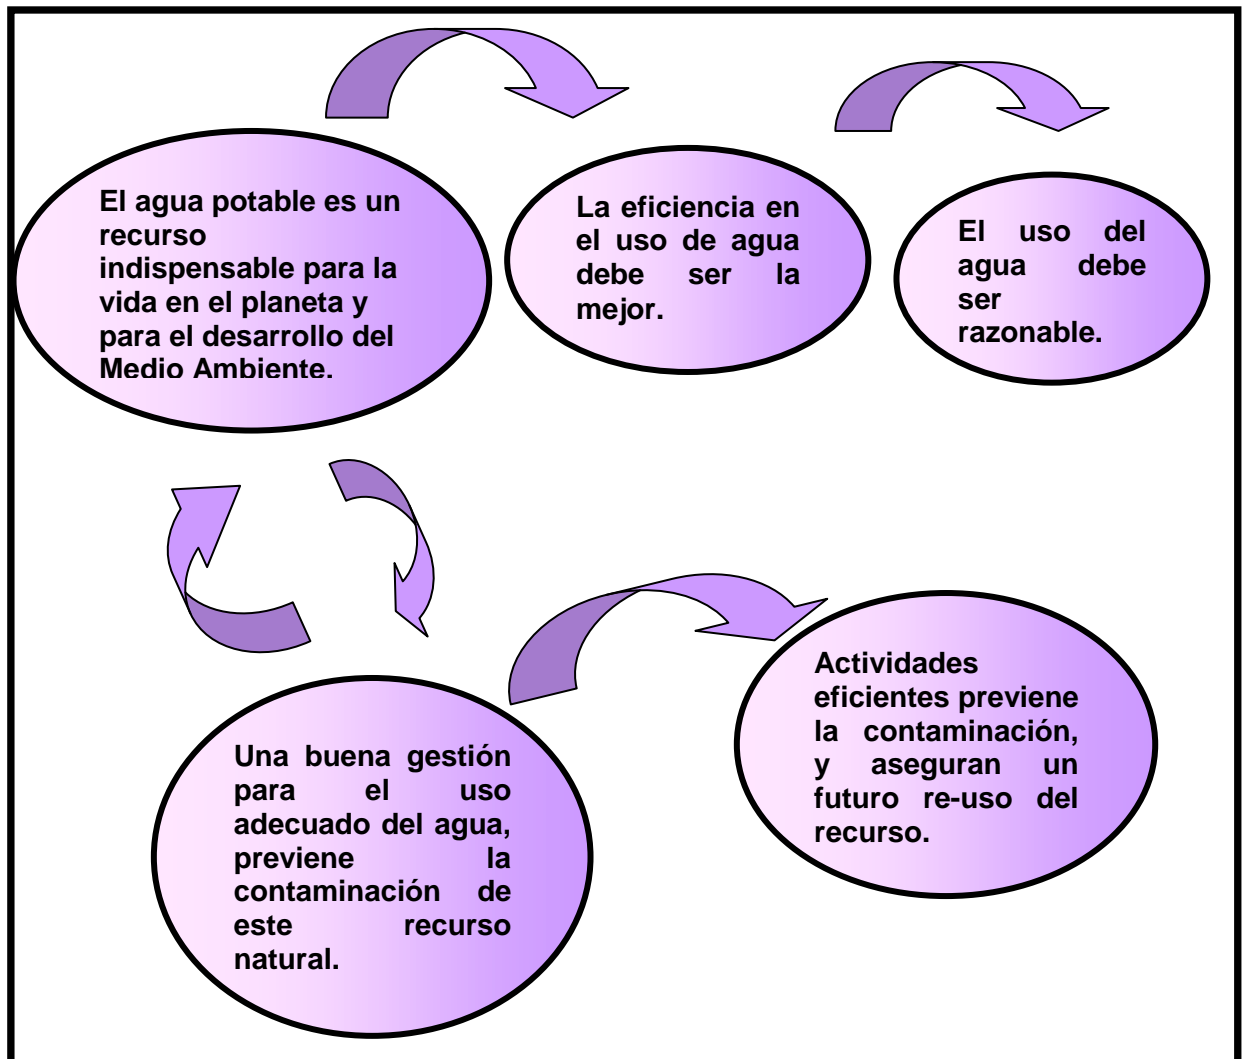 El agua potable es un
recurso
indispensable para la
vida en el planeta y
para el desarrollo del
Medio Ambiente.
La eficiencia en
el uso de agua
debe ser la
mejor.
El uso del
agua debe
ser
razonable.
Una buena gestión
para el uso
adecuado del agua,
previene la
contaminación de
este recurso
natural.
Actividades
eficientes previene
la contaminación,
y aseguran un
futuro re-uso del
recurso.